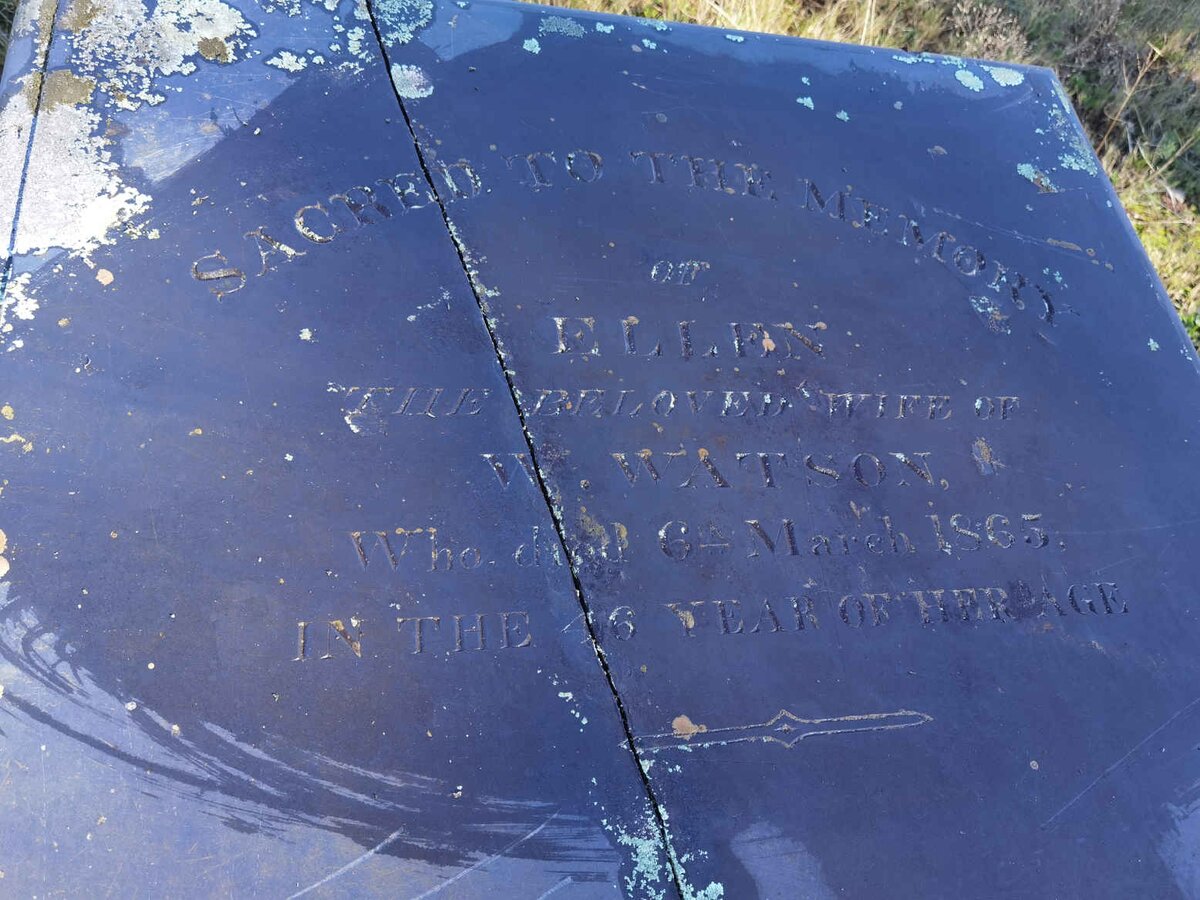 SACRED TO THE MEMORY
OF
ELLEN
THE BELOVED WIFE OF
W. WATSON,
Who died 6th March 1865,
IN THE YEAR OF HER AGE